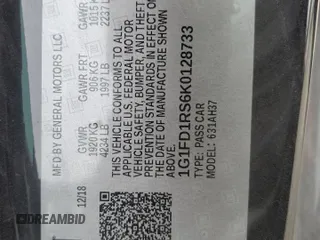 MFD BY GENERAL MOTORS LLC
12/18
GVWR GAWR FRT GAWR
1920 KG 906 KG 1015 KG
4234 LB 1997 LB 2237 LB
THIS VEHICLE CONFORMS TO ALL
APPLICABLE U.S. FEDERAL MOTOR
VEHICLE SAFETY, BUMPER, AND THEFT
PREVENTION STANDARDS IN EFFECT ON
THE DATE OF MANUFACTURE SHOWN
ABOVE.
1G1FD1RS6K0128733
TYPE: PASS CAR
MODEL: 631AH37
DREAMBID